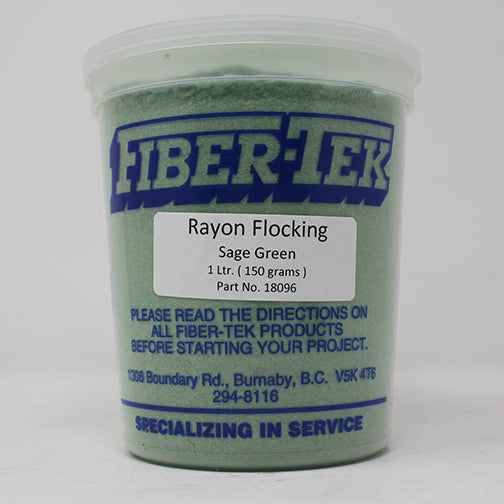 FIBER-TEK
Rayon Flocking
Sage Green
1 Ltr. ( 150 grams )
Part No. 18096
PLEASE READ THE DIRECTIONS ON
ALL FIBER-TEK PRODUCTS
BEFORE STARTING YOUR PROJECT.
1306 Boundary Rd., Burnaby, B.C. V5K 4T6
294-8116
SPECIALIZING IN SERVICE